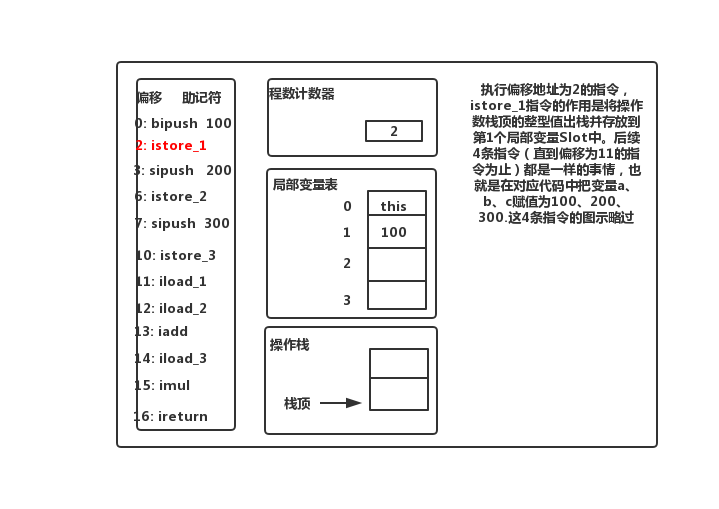 偏移 助记符
0: bipush 100
2: istore_1
3: sipush 200
6: istore_2
7: sipush 300
10: istore_3
11: iload_1
12: iload_2
13: iadd
14: iload_3
15: imul
16: ireturn
程数计数器
2
局部变量表
0 this
1 100
2
3
操作栈
栈顶
执行偏移地址为2的指令，
istore_1指令的作用是将操作
数栈顶的整型值出栈并存放到
第1个局部变量Slot中。后续
4条指令（直到偏移为11的指
令为止）都是一样的事情，也
就是在对应代码中把变量a、
b、c赋值为100、200、
300.这4条指令的图示略过